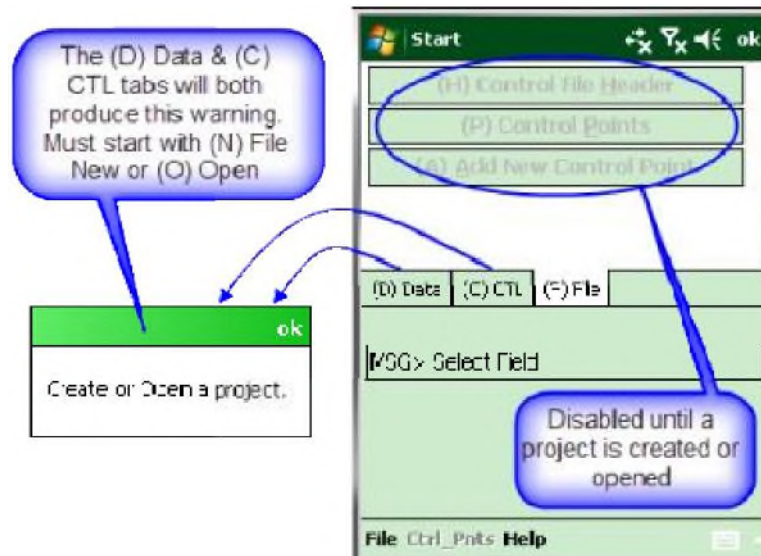 The (D) Data & (C)
CTL tabs will both
produce this warning.
Must start with (N) File
New or (O) Open
ok
Create or Open a project.
Start
ok
(H) Control File Header
(P) Control Points
(A) Add New Control Point
(D) Data
(C) CTL
(F) File
MSG> Select Field
Disabled until a
project is created or
opened
File Ctrl_Pnts Help